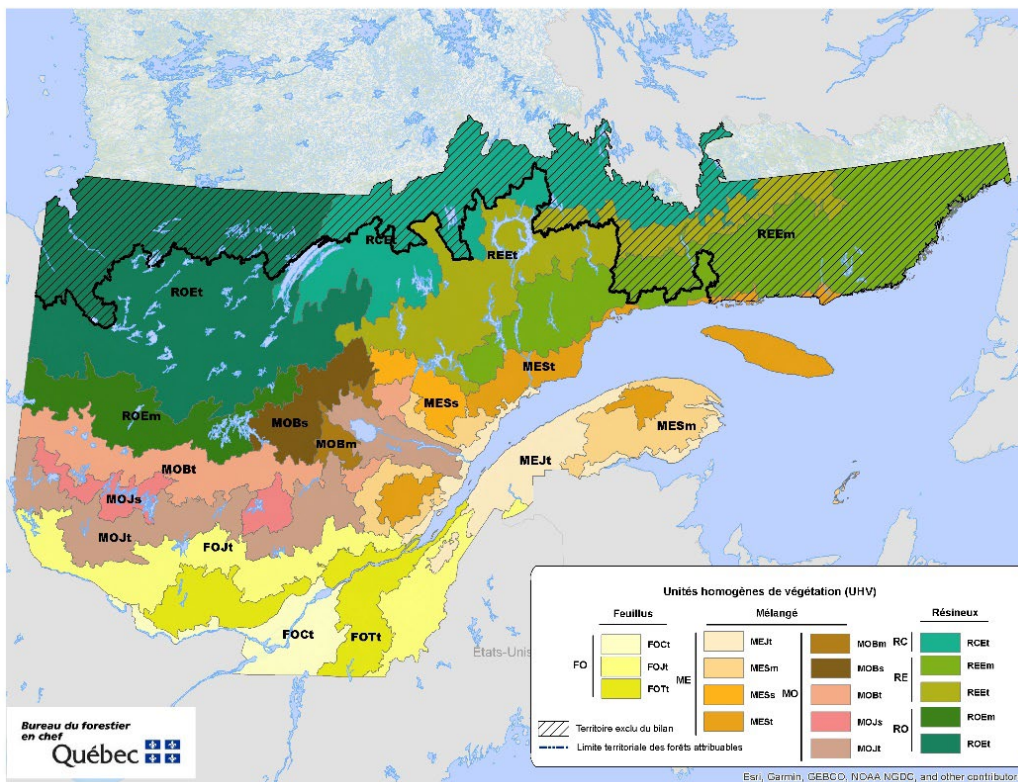 RCEt
REEt
REEm
ROEt
MESt
MESs
ROEm
MOBs
MOBm
MESm
MEJt
MOBt
MOJs
MOJt
FOJt
FOCt
FOTt
États-Unis
Unités homogènes de végétation (UHV)
Feuillus
Mélangé
Résineux
FO
FOCt
FOJt
FOTt
ME
MEJt
MESm
MESs
MESt
MO
MOBm
MOBs
MOBt
MOJs
MOJt
RC
RCEt
RE
REEm
REEt
RO
ROEm
ROEt
Territoire exclu du bilan
Limite territoriale des forêts attribuables
Bureau du forestier
en chef
Québec
Esri, Garmin, GEBCO, NOAA NGDC, and other contributor